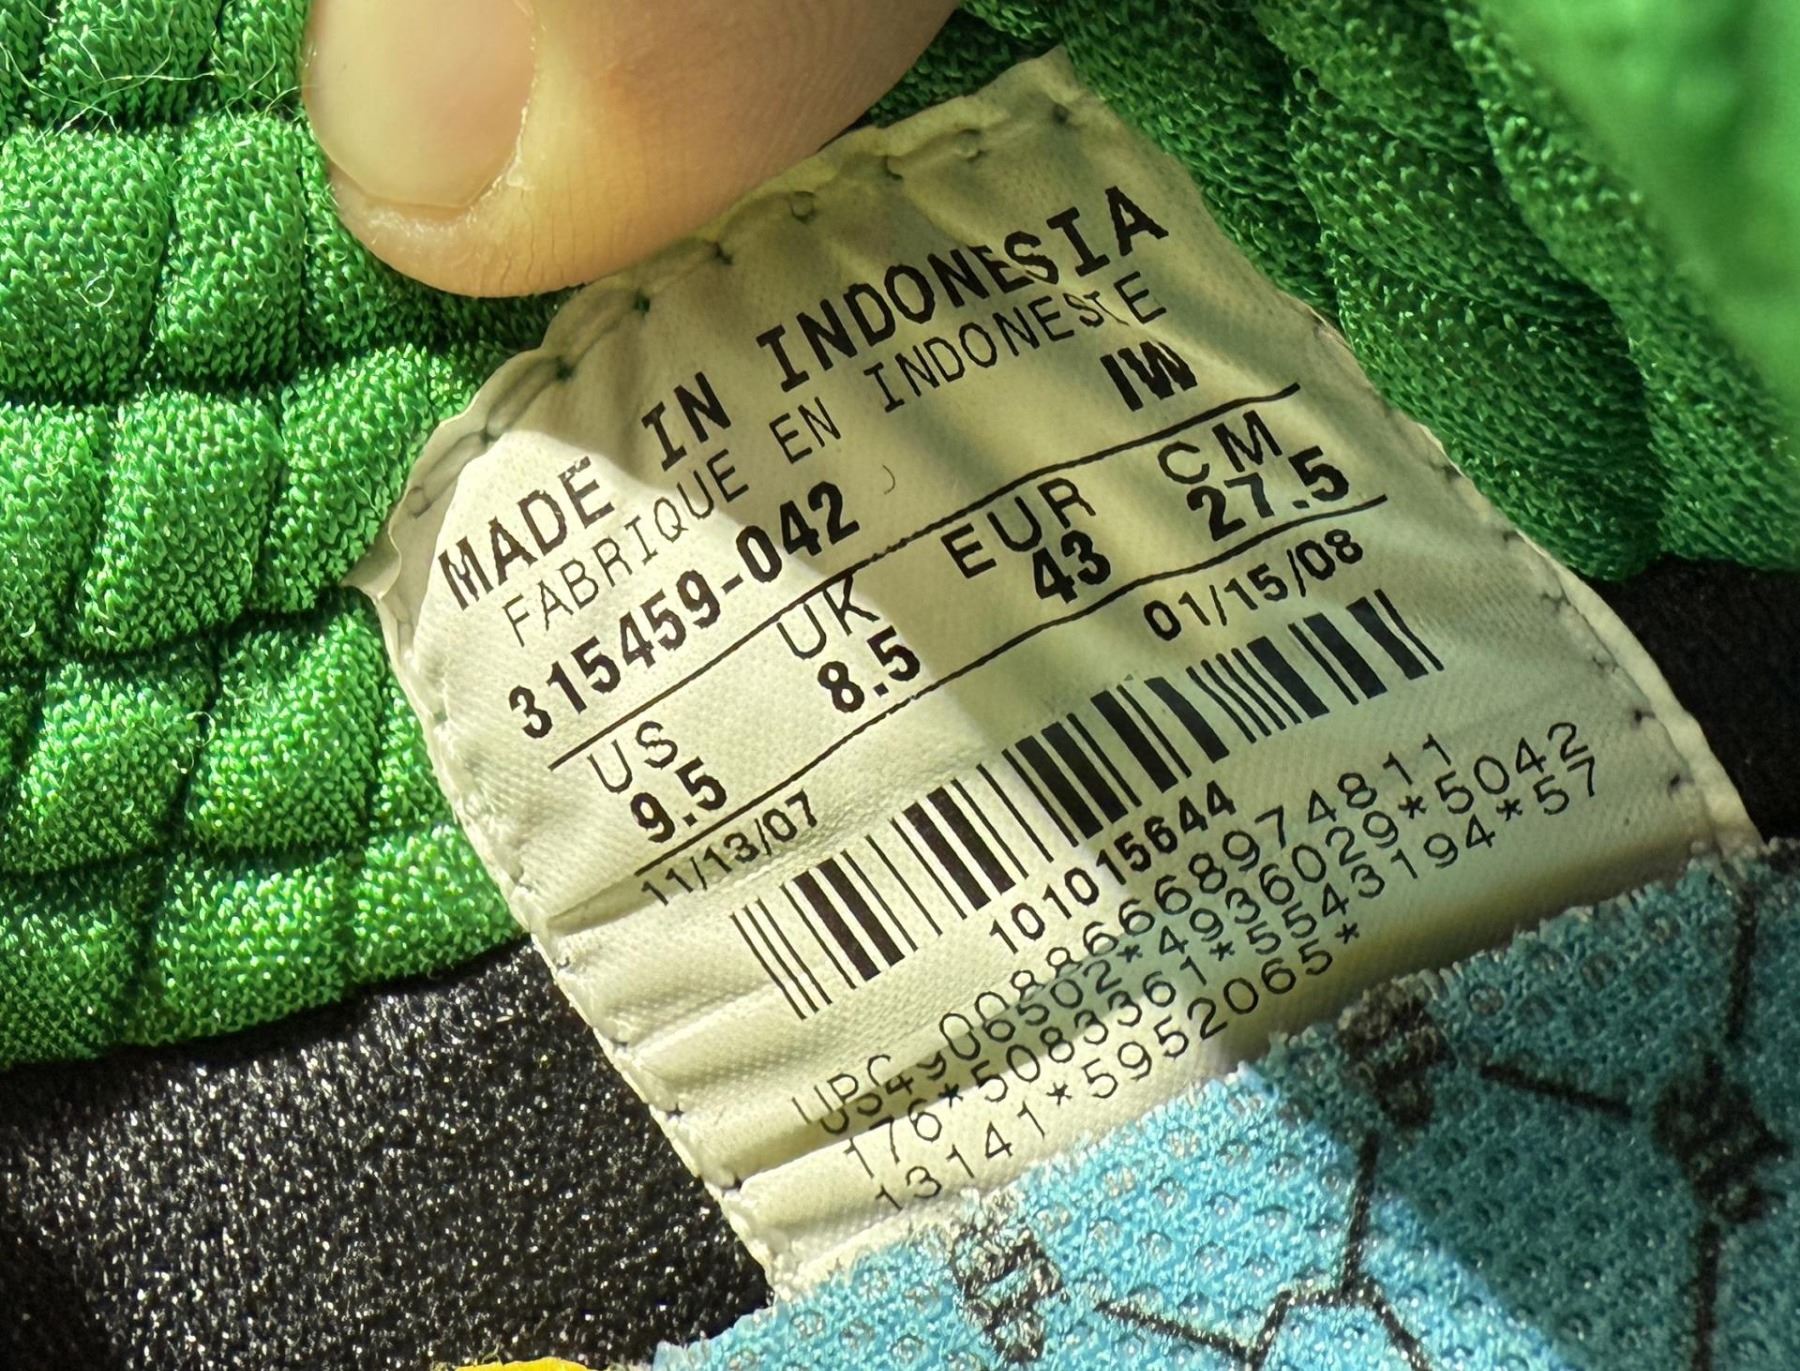 MADE IN INDONESIA
FABRIQUE EN INDONESIE
315459-042 IW
US UK EUR CM
9.5 8.5 43 27.5
11/13/07 01/15/08
101015644
UPC 00886668974811
US4906502*4936029*5042
176*5083361*5543194*57
13141*5952065*